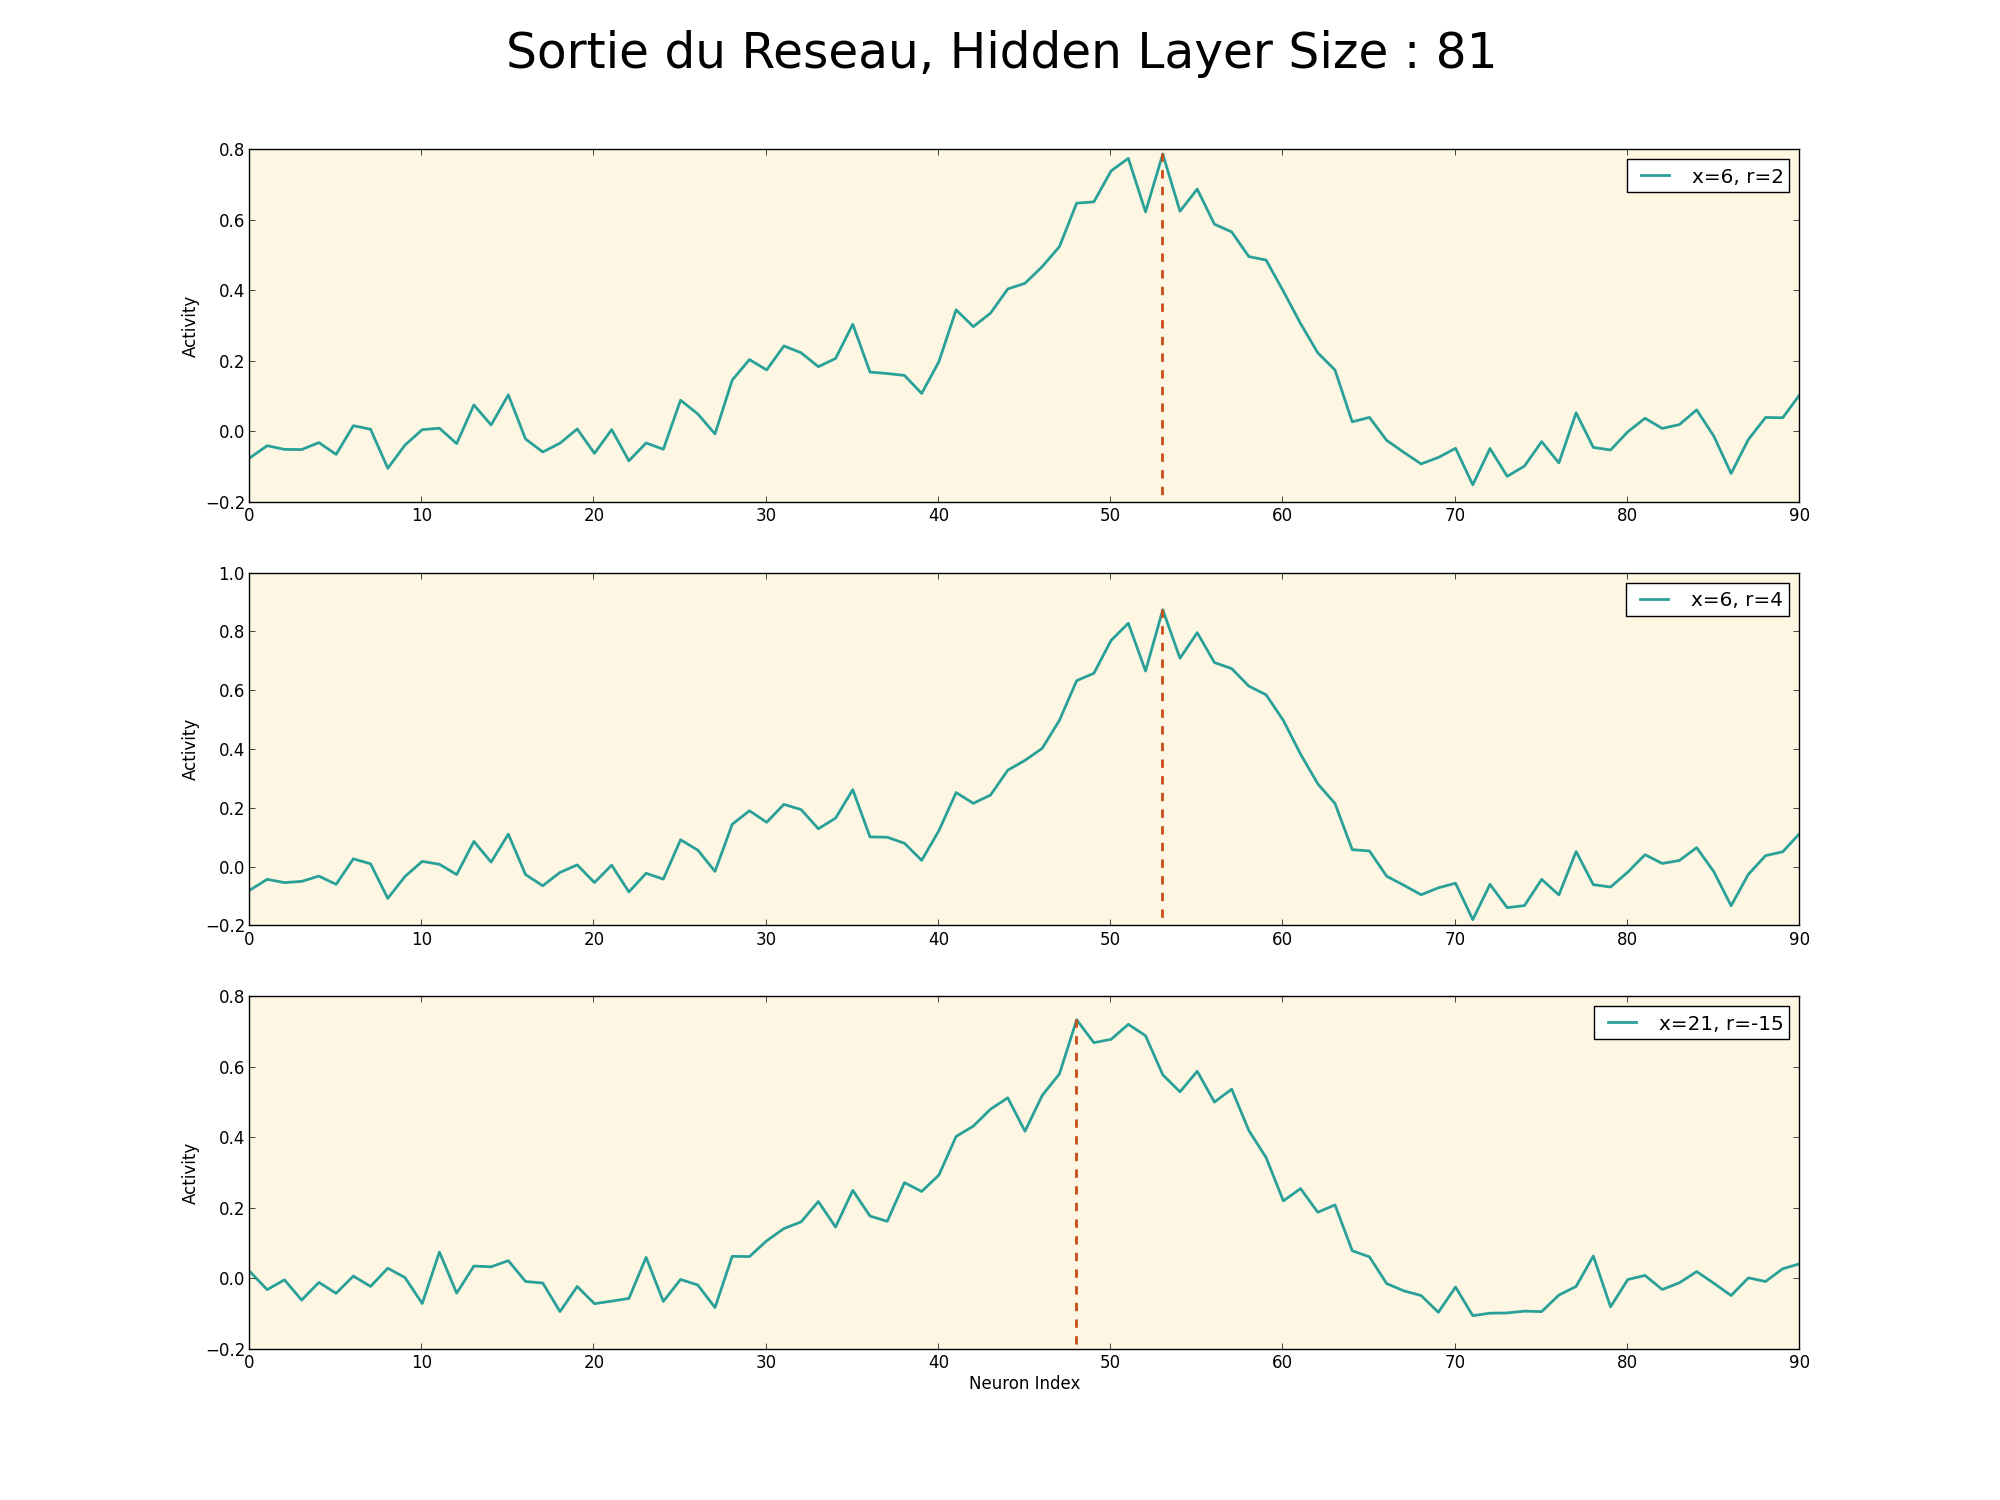 Sortie du Reseau, Hidden Layer Size : 81
0.8
0.6
0.4
0.2
0.0
−0.2
Activity
x=6, r=2
0 10 20 30 40 50 60 70 80 90
1.0
0.8
0.6
0.4
0.2
0.0
−0.2
Activity
x=6, r=4
0 10 20 30 40 50 60 70 80 90
0.8
0.6
0.4
0.2
0.0
−0.2
Activity
x=21, r=-15
0 10 20 30 40 50 60 70 80 90
Neuron Index